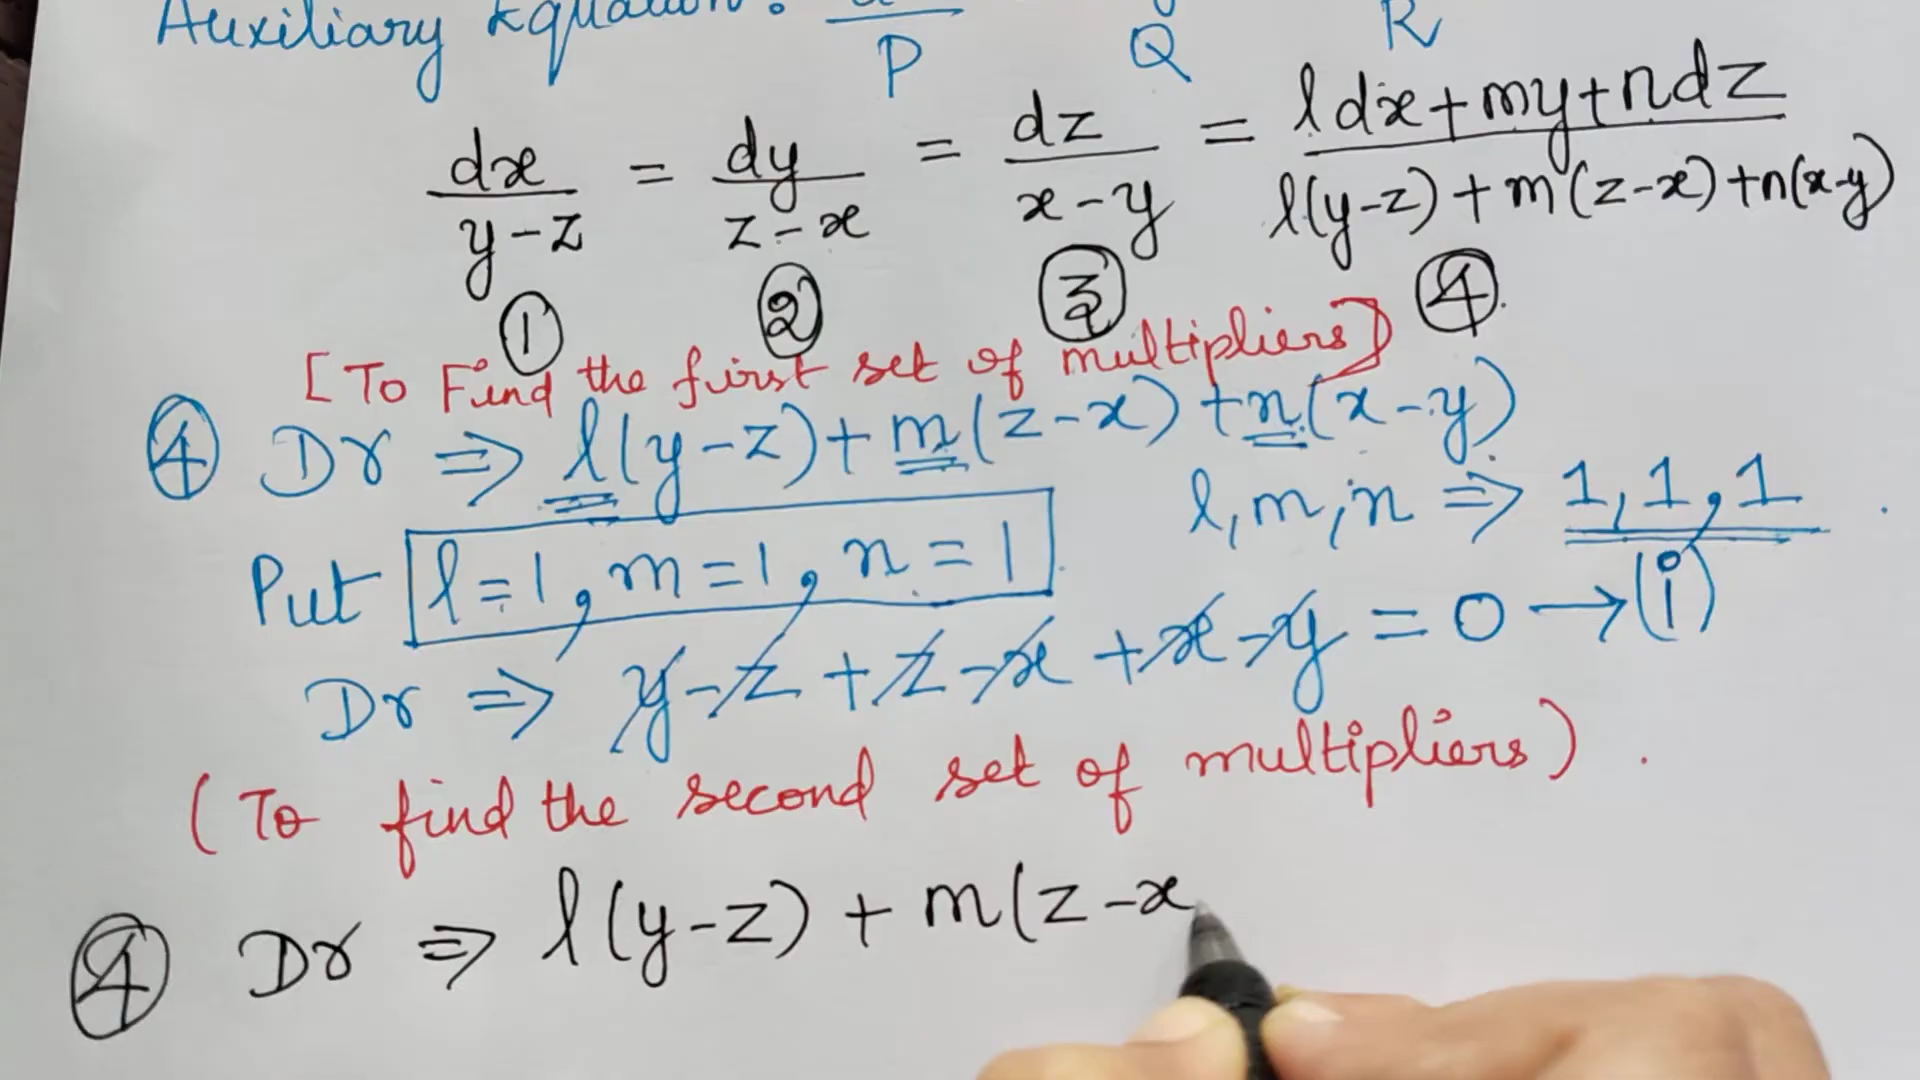 Auxiliary Equation: d
P Q R
dx/y-z = dy/z-x = dz/x-y = ldx+my+ndz/l(y-z)+m(z-x)+n(x-y)
① ② ③ ④
[To Find the first set of multipliers]
④ Dr ⇒ l(y-z)+m(z-x)+n(x-y)
l,m,n ⇒ 1,1,1
Put l=1, m=1, n=1
Dr ⇒ y-z+z-x+x-y=0 → (i)
(To find the second set of multipliers).
④ Dr ⇒ l(y-z) + m(z-x